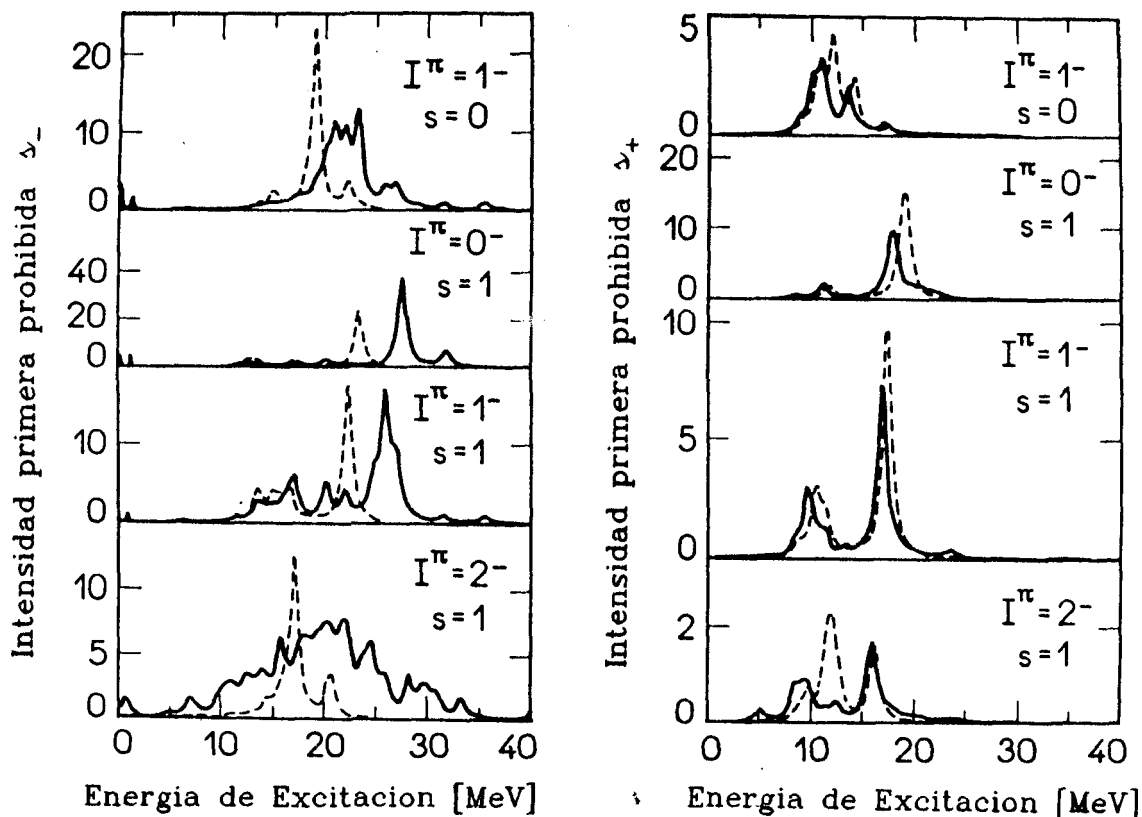 Intensidad primera prohibida s_
20
10
0
I^π = 1⁻
s = 0
40
20
0
I^π = 0⁻
s = 1
10
0
I^π = 1⁻
s = 1
10
5
0
I^π = 2⁻
s = 1
0 10 20 30 40
Energia de Excitacion [MeV]
Intensidad primera prohibida s₊
5
0
I^π = 1⁻
s = 0
20
10
0
I^π = 0⁻
s = 1
10
5
0
I^π = 1⁻
s = 1
2
0
I^π = 2⁻
s = 1
0 10 20 30 40
Energia de Excitacion [MeV]